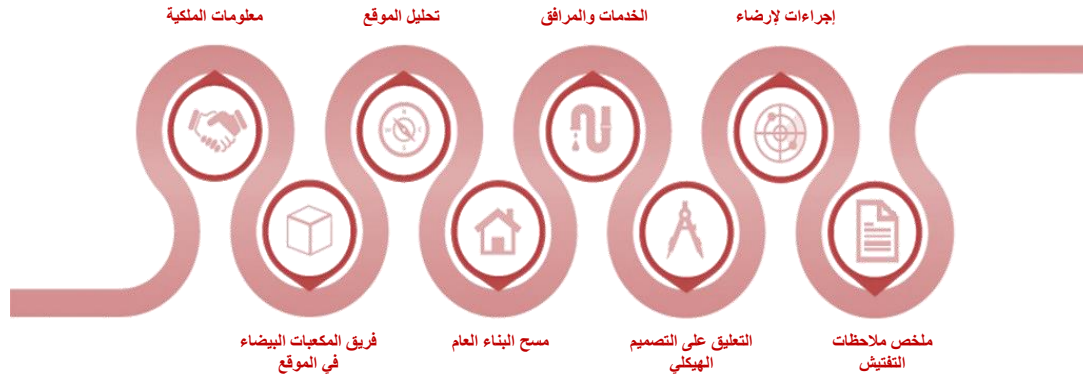 معلومات الملكية
تحليل الموقع
الخدمات والمرافق
إجراءات لإرضاء
فريق المكعبات البيضاء
في الموقع
مسح البناء العام
التعليق على التصميم
الهيكلي
ملخص ملاحظات
التفتيش